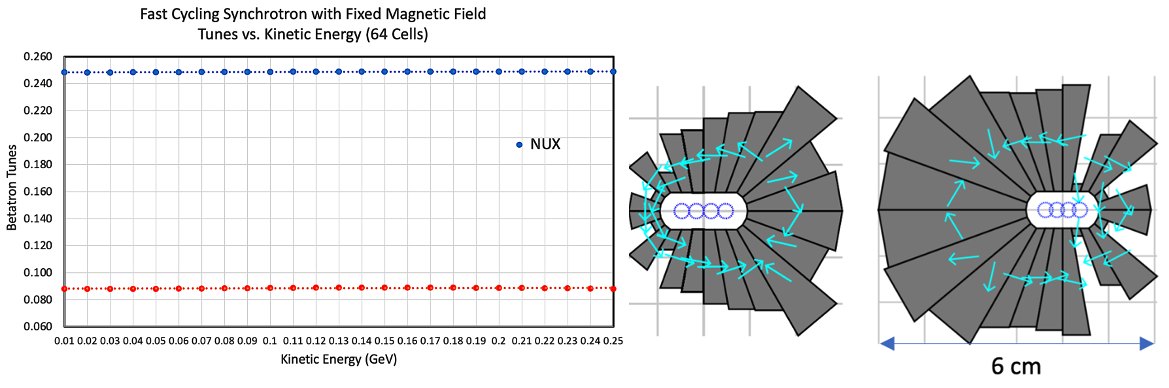 Fast Cycling Synchrotron with Fixed Magnetic Field
Tunes vs. Kinetic Energy (64 Cells)
Betatron Tunes
0.260
0.240
0.220
0.200
0.180
0.160
0.140
0.120
0.100
0.080
0.060
NUX
0.01 0.02 0.03 0.04 0.05 0.06 0.07 0.08 0.09 0.10 0.11 0.12 0.13 0.14 0.15 0.16 0.17 0.18 0.19 0.2 0.21 0.22 0.23 0.24 0.25
Kinetic Energy (GeV)
6 cm